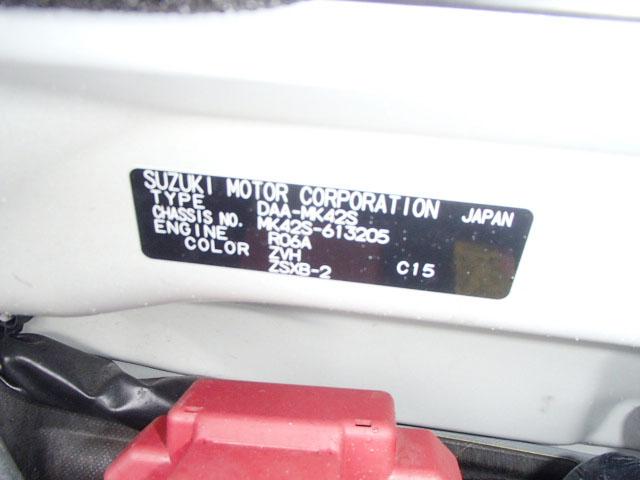 SUZUKI MOTOR CORPORATION JAPAN
TYPE DAA-MK42S
CHASSIS NO. MK42S-613205
ENGINE R06A
COLOR ZVH
ZSXB-2 C15